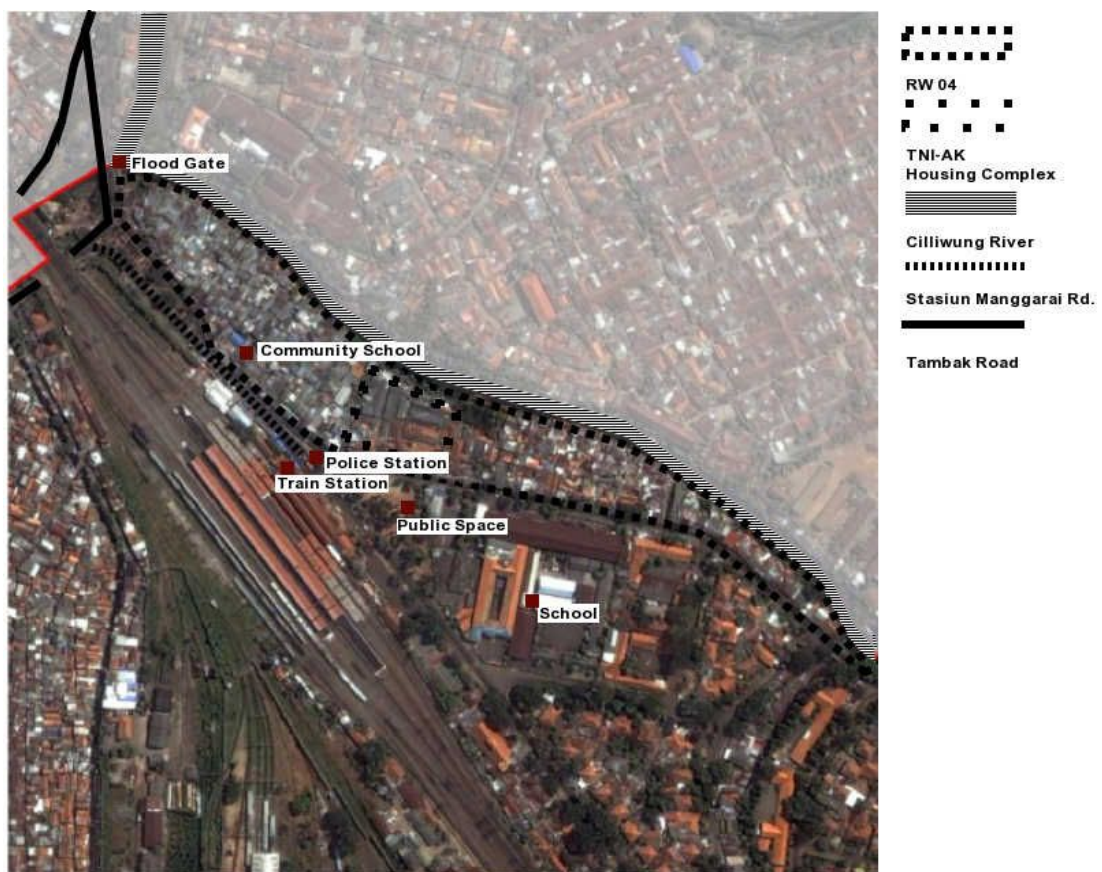 Flood Gate
Community School
Police Station
Train Station
Public Space
School
RW 04
TNI-AK
Housing Complex
Cilliwung River
Stasiun Manggarai Rd.
Tambak Road